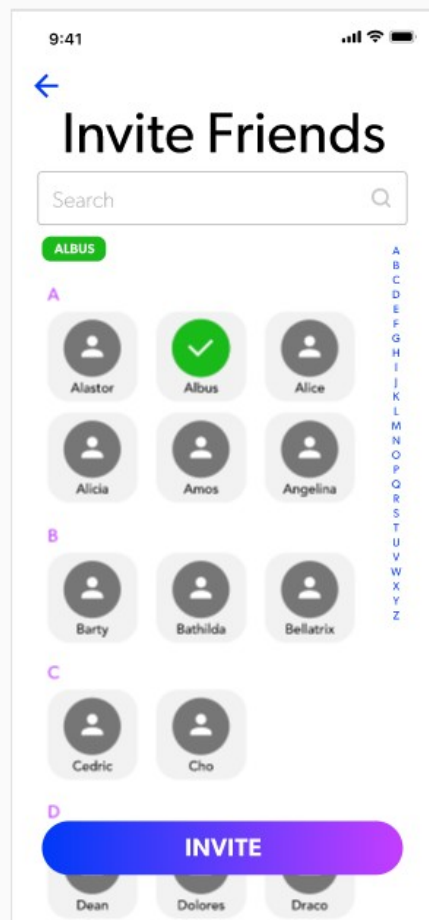 9:41
Invite Friends
Search
ALBUS
A
Alastor Albus Alice
Alicia Amos Angelina
B
Barty Bathilda Bellatrix
C
Cedric Cho
D
INVITE
Dean Dolores Draco
A
B
C
D
E
F
G
H
I
J
K
L
M
N
O
P
Q
R
S
T
U
V
W
X
Y
Z